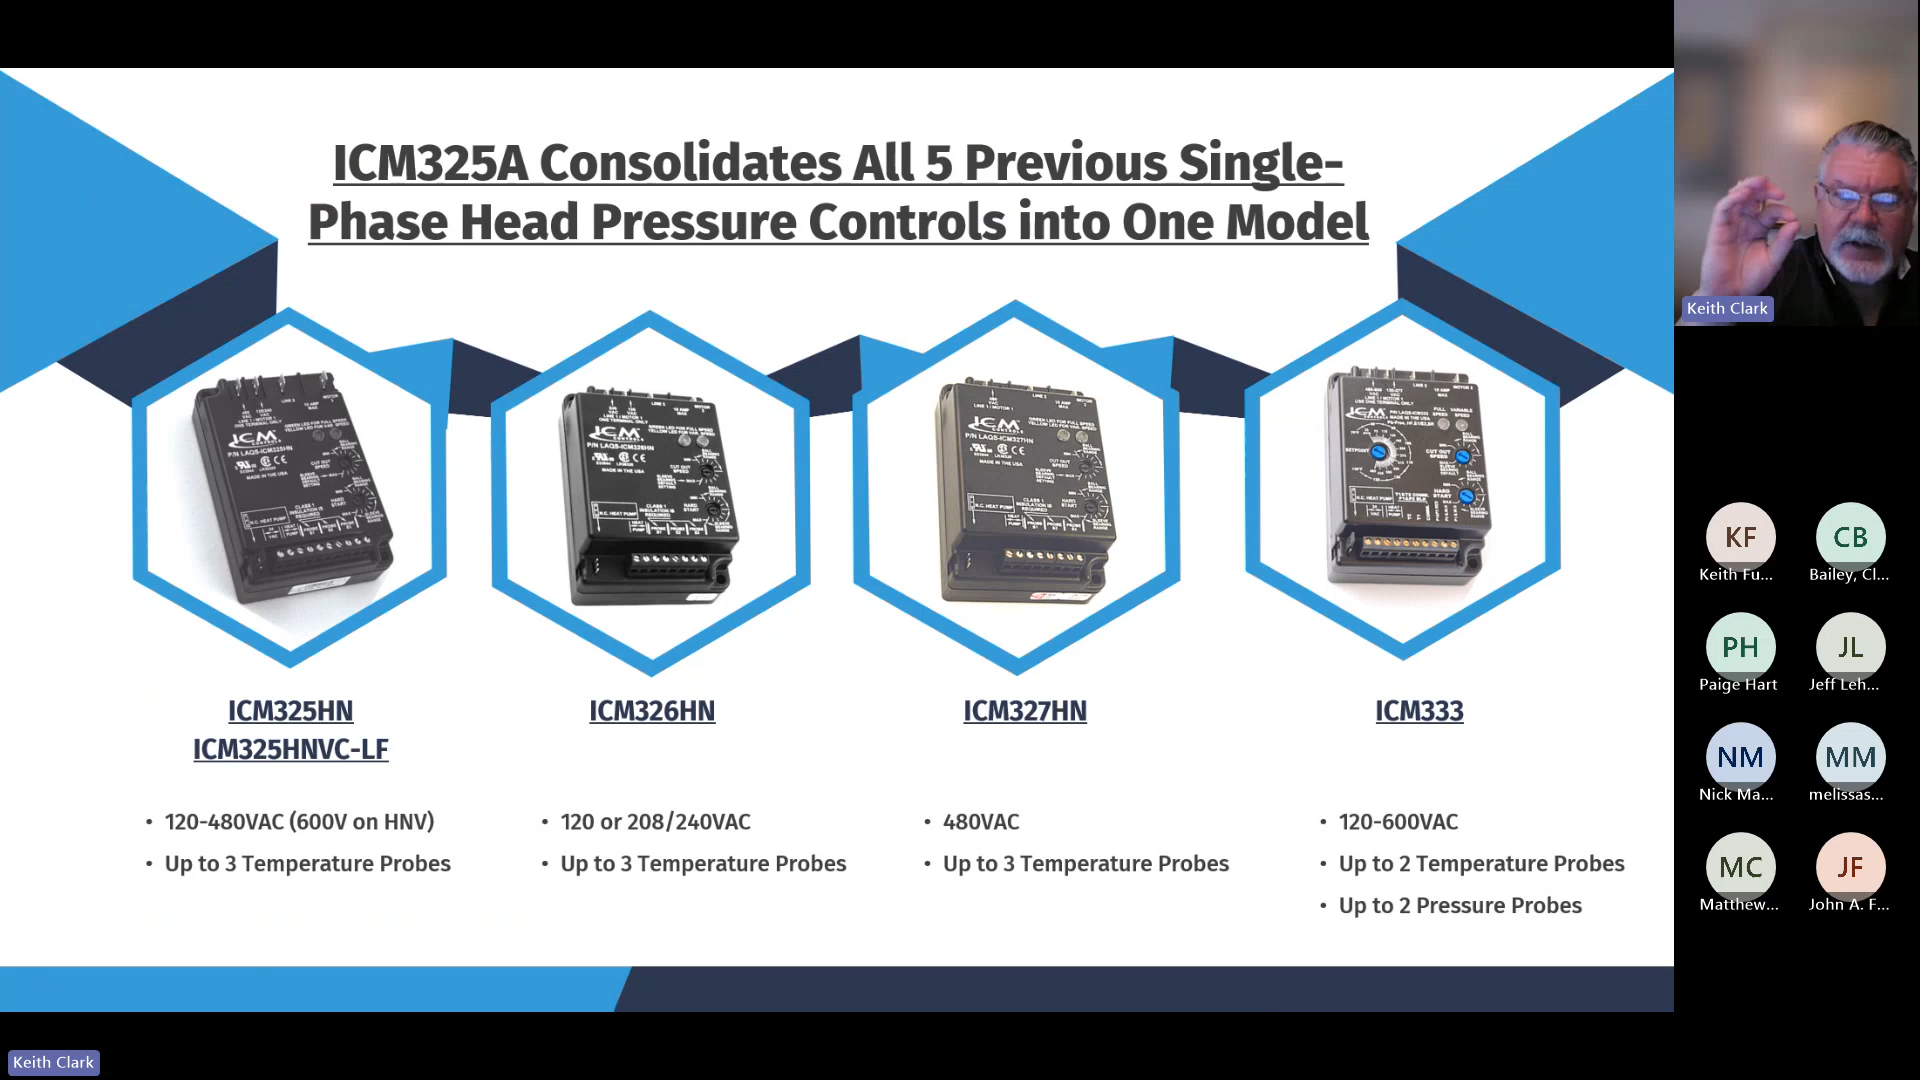 ICM325A Consolidates All 5 Previous Single-
Phase Head Pressure Controls into One Model
ICM325HN
ICM325HNVC-LF
• 120-480VAC (600V on HNV)
• Up to 3 Temperature Probes
ICM326HN
• 120 or 208/240VAC
• Up to 3 Temperature Probes
ICM327HN
• 480VAC
• Up to 3 Temperature Probes
ICM333
• 120-600VAC
• Up to 2 Temperature Probes
• Up to 2 Pressure Probes
Keith Clark
KF
Keith Fu...
CB
Bailey, Cl...
PH
Paige Hart
JL
Jeff Leh...
NM
Nick Ma...
MM
melissas...
MC
Matthew...
JF
John A. F...
Keith Clark